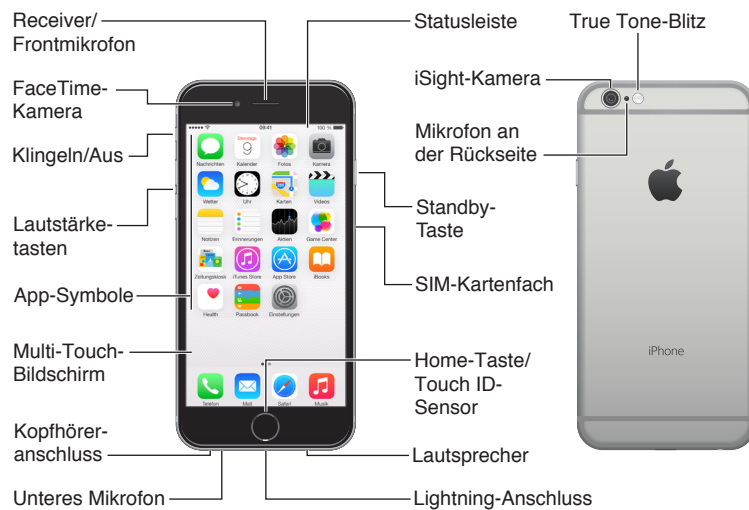 Receiver/
Frontmikrofon
FaceTime-
Kamera
Klingeln/Aus
Lautstärke-
tasten
App-Symbole
Multi-Touch-
Bildschirm
Kopfhörer-
anschluss
Unteres Mikrofon
09:41
100 %
Dienstag
9
Nachrichten Kalender Fotos Kamera
Wetter Uhr Karten Videos
280
Notizen Erinnerungen Aktien Game Center
Zeitungskiosk iTunes Store App Store iBooks
Health Passbook Einstellungen
Telefon Mail Safari Musik
Statusleiste
Standby-
Taste
SIM-Kartenfach
Home-Taste/
Touch ID-
Sensor
Lautsprecher
Lightning-Anschluss
True Tone-Blitz
iSight-Kamera
Mikrofon an
der Rückseite
iPhone